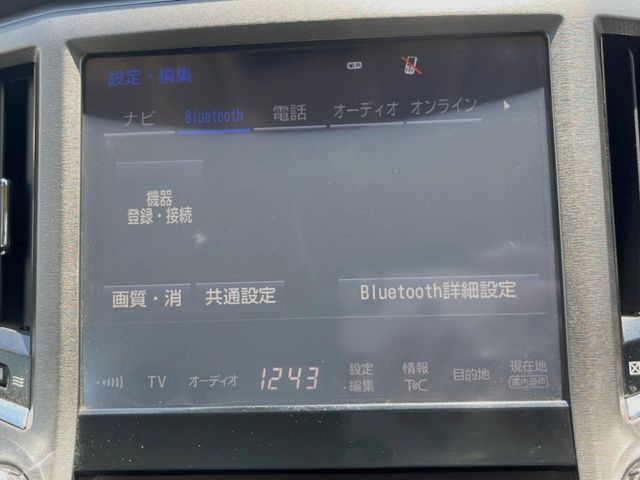 Wi-Fi
設定・編集
ナビ Bluetooth 電話 オーディオ オンライン
機器
登録・接続
画質・消 共通設定 Bluetooth詳細設定
TV オーディオ 1243 設定 編集 情報 T&C 目的地 現在地